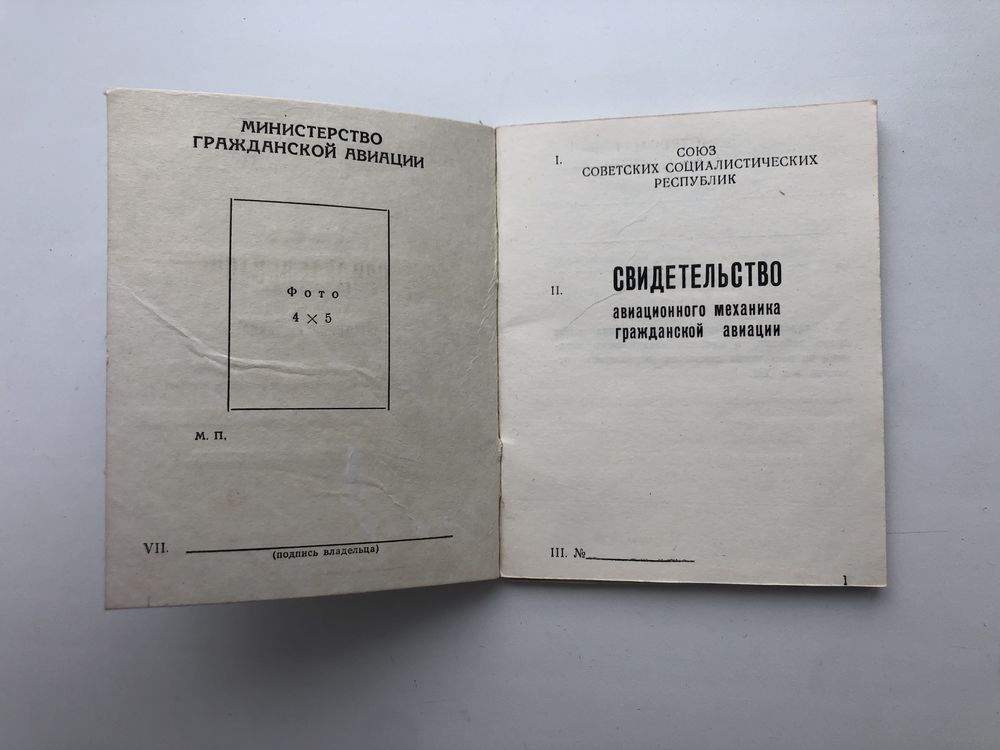 МИНИСТЕРСТВО
ГРАЖДАНСКОЙ АВИАЦИИ
Фото
4×5
М. П.
VII.
(подпись владельца)
I.
СОЮЗ
СОВЕТСКИХ СОЦИАЛИСТИЧЕСКИХ
РЕСПУБЛИК
II.
СВИДЕТЕЛЬСТВО
авиационного механика
гражданской авиации
III. №
1